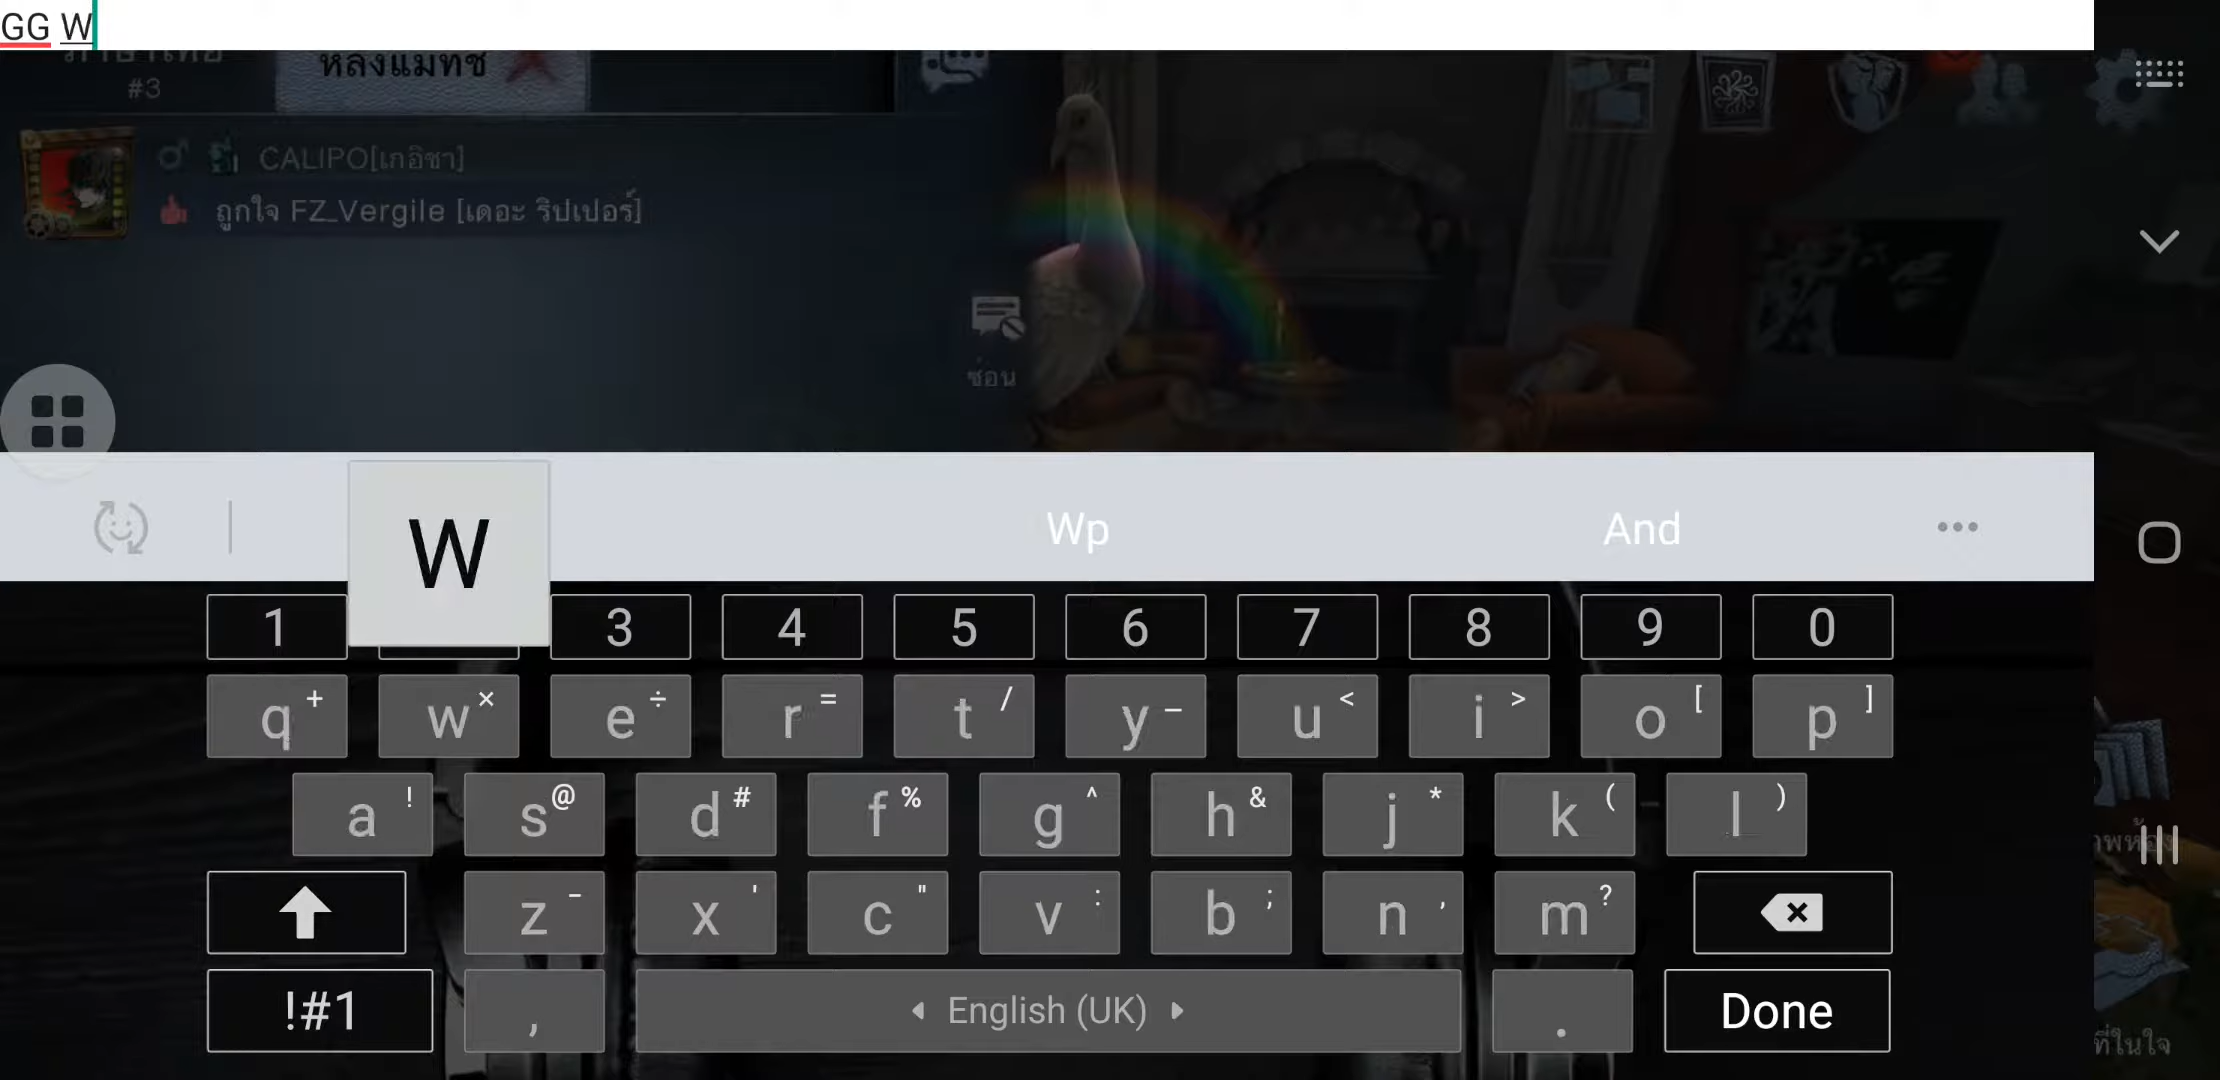 GG W
หลังแมทช์
#3
CALIPO[เกอิชา]
ถูกใจ FZ_Vergile [เดอะ ริปเปอร์]
ซ่อน
W
Wp
And
1 3 4 5 6 7 8 9 0
q + w × e ÷ r = t / y _ u < i > o [ p ]
a ! s @ d # f % g ^ h & j * k ( l )
z - x ' c " v : b ; n , m ?
!#1 , English (UK) . Done
ที่ในใจ